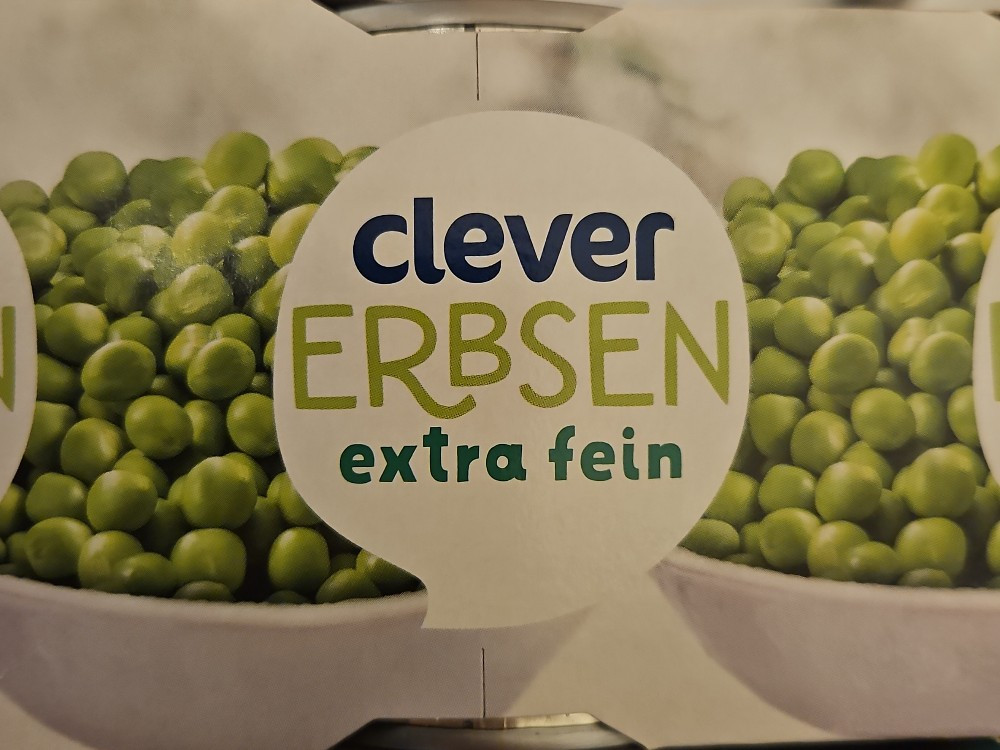 clever
ERBSEN
extra fein